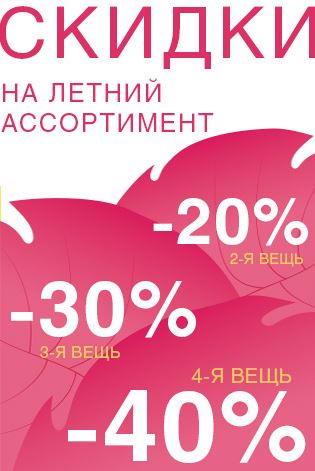 СКИДКИ
НА ЛЕТНИЙ
АССОРТИМЕНТ
-20%
2-Я ВЕЩЬ
-30%
3-Я ВЕЩЬ
4-Я ВЕЩЬ
-40%